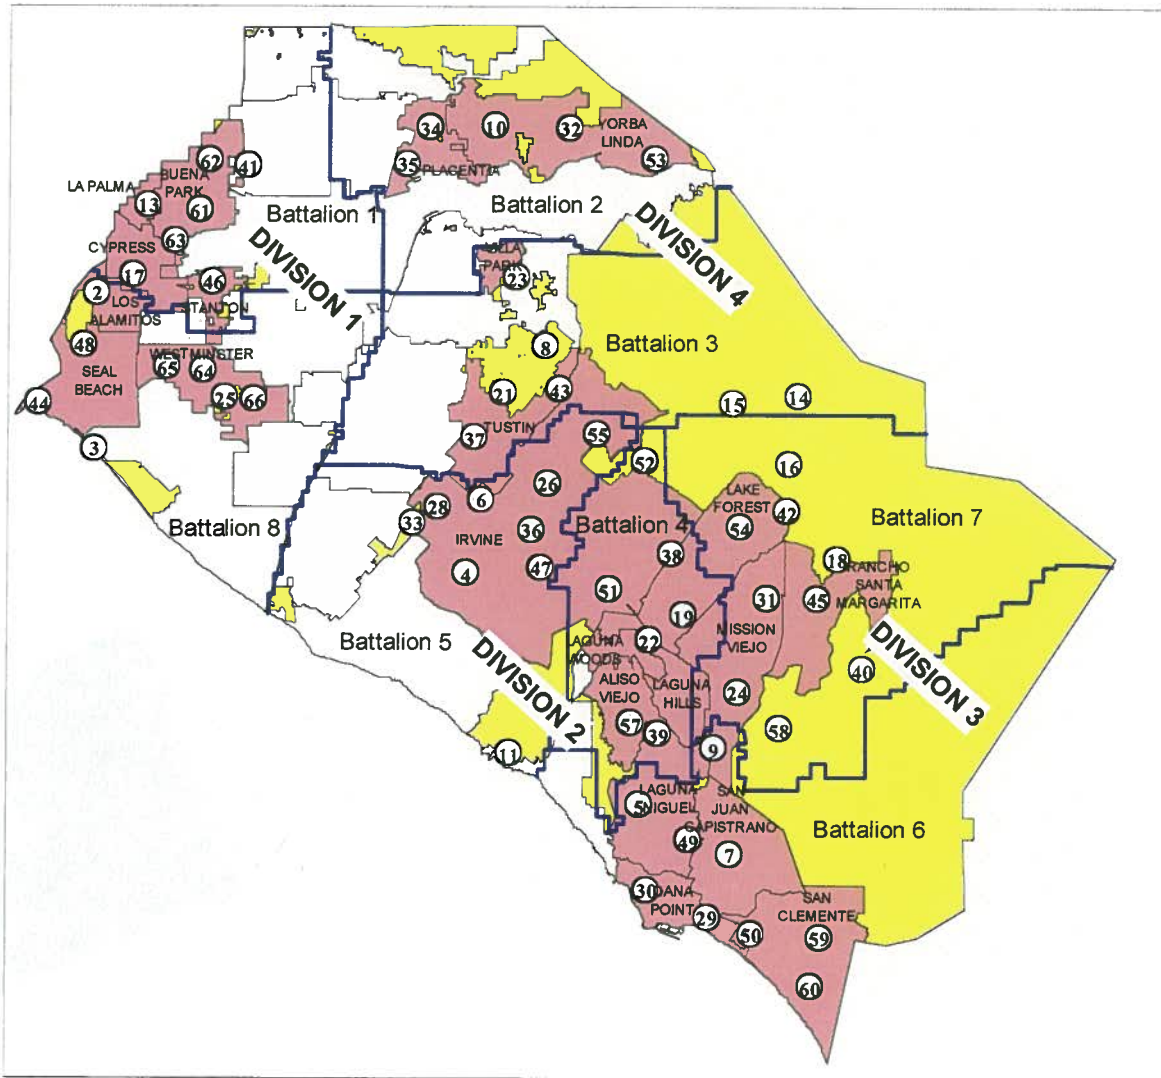 34
10
32
YORBA
LINDA
53
35
PLACENTIA
62
41
BUENA
PARK
LA PALMA
13
61
Battalion 1
Battalion 2
63
CYPRESS
17
46
DIVISION 1
VILLA
PARK
23
DIVISION 4
2
LOS
ALAMITOS
STANTON
48
SEAL
BEACH
WESTMINSTER
65
64
25
66
44
3
8
Battalion 3
21
43
TUSTIN
37
15
14
55
52
16
26
6
28
33
36
IRVINE
4
47
Battalion 8
Battalion 4
38
LAKE
FOREST
54
42
Battalion 7
18
RANCHO
SANTA
MARGARITA
45
31
51
19
MISSION
VIEJO
22
LAGUNA
WOODS
ALISO
VIEJO
LAGUNA
HILLS
Battalion 5
DIVISION 2
DIVISION 3
40
24
57
39
58
9
11
5
LAGUNA
NIGUEL
SAN
JUAN
CAPISTRANO
49
7
Battalion 6
30
DANA
POINT
29
50
SAN
CLEMENTE
59
60